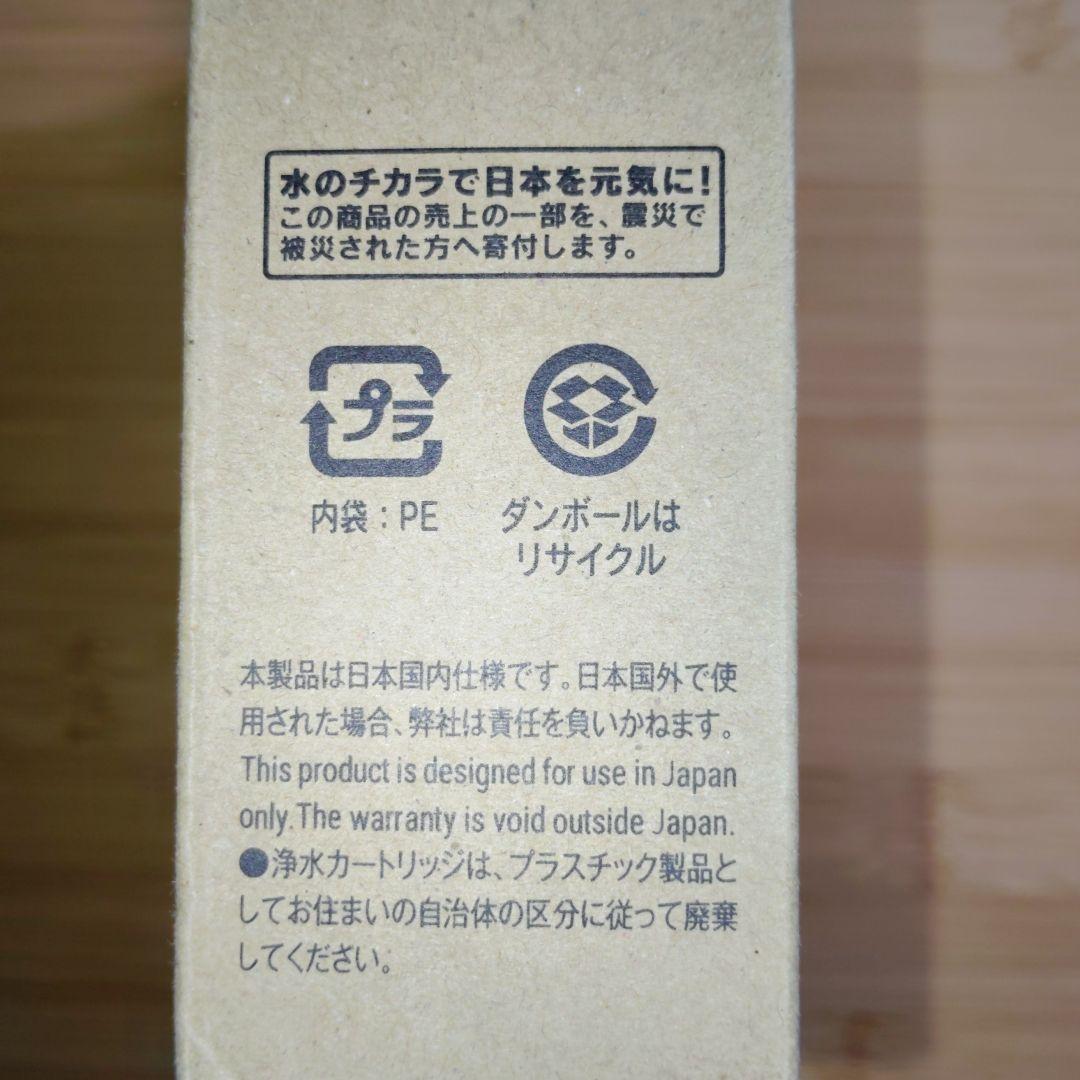 水のチカラで日本を元気に!
この商品の売上の一部を、震災で
被災された方へ寄付します。
プラ
内袋:PE
ダンボールは
リサイクル
本製品は日本国内仕様です。日本国外で使
用された場合、弊社は責任を負いかねます。
This product is designed for use in Japan
only.The warranty is void outside Japan.
●浄水カートリッジは、プラスチック製品と
してお住まいの自治体の区分に従って廃棄
してください。